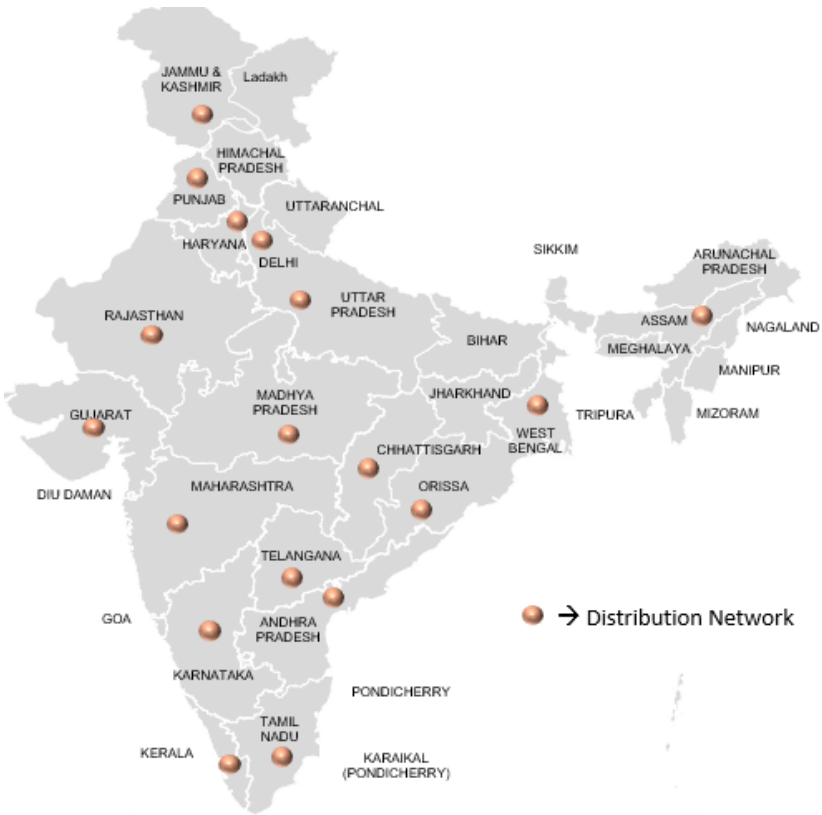 JAMMU &
KASHMIR
Ladakh
HIMACHAL
PRADESH
PUNJAB
UTTARANCHAL
HARYANA
DELHI
SIKKIM
ARUNACHAL
PRADESH
RAJASTHAN
UTTAR
PRADESH
ASSAM
NAGALAND
BIHAR
MEGHALAYA
MANIPUR
MADHYA
PRADESH
JHARKHAND
GUJARAT
TRIPURA
MIZORAM
WEST
BENGAL
CHHATTISGARH
DIU DAMAN
MAHARASHTRA
ORISSA
TELANGANA
GOA
ANDHRA
PRADESH
→ Distribution Network
KARNATAKA
PONDICHERRY
TAMIL
NADU
KERALA
KARAIKAL
(PONDICHERRY)